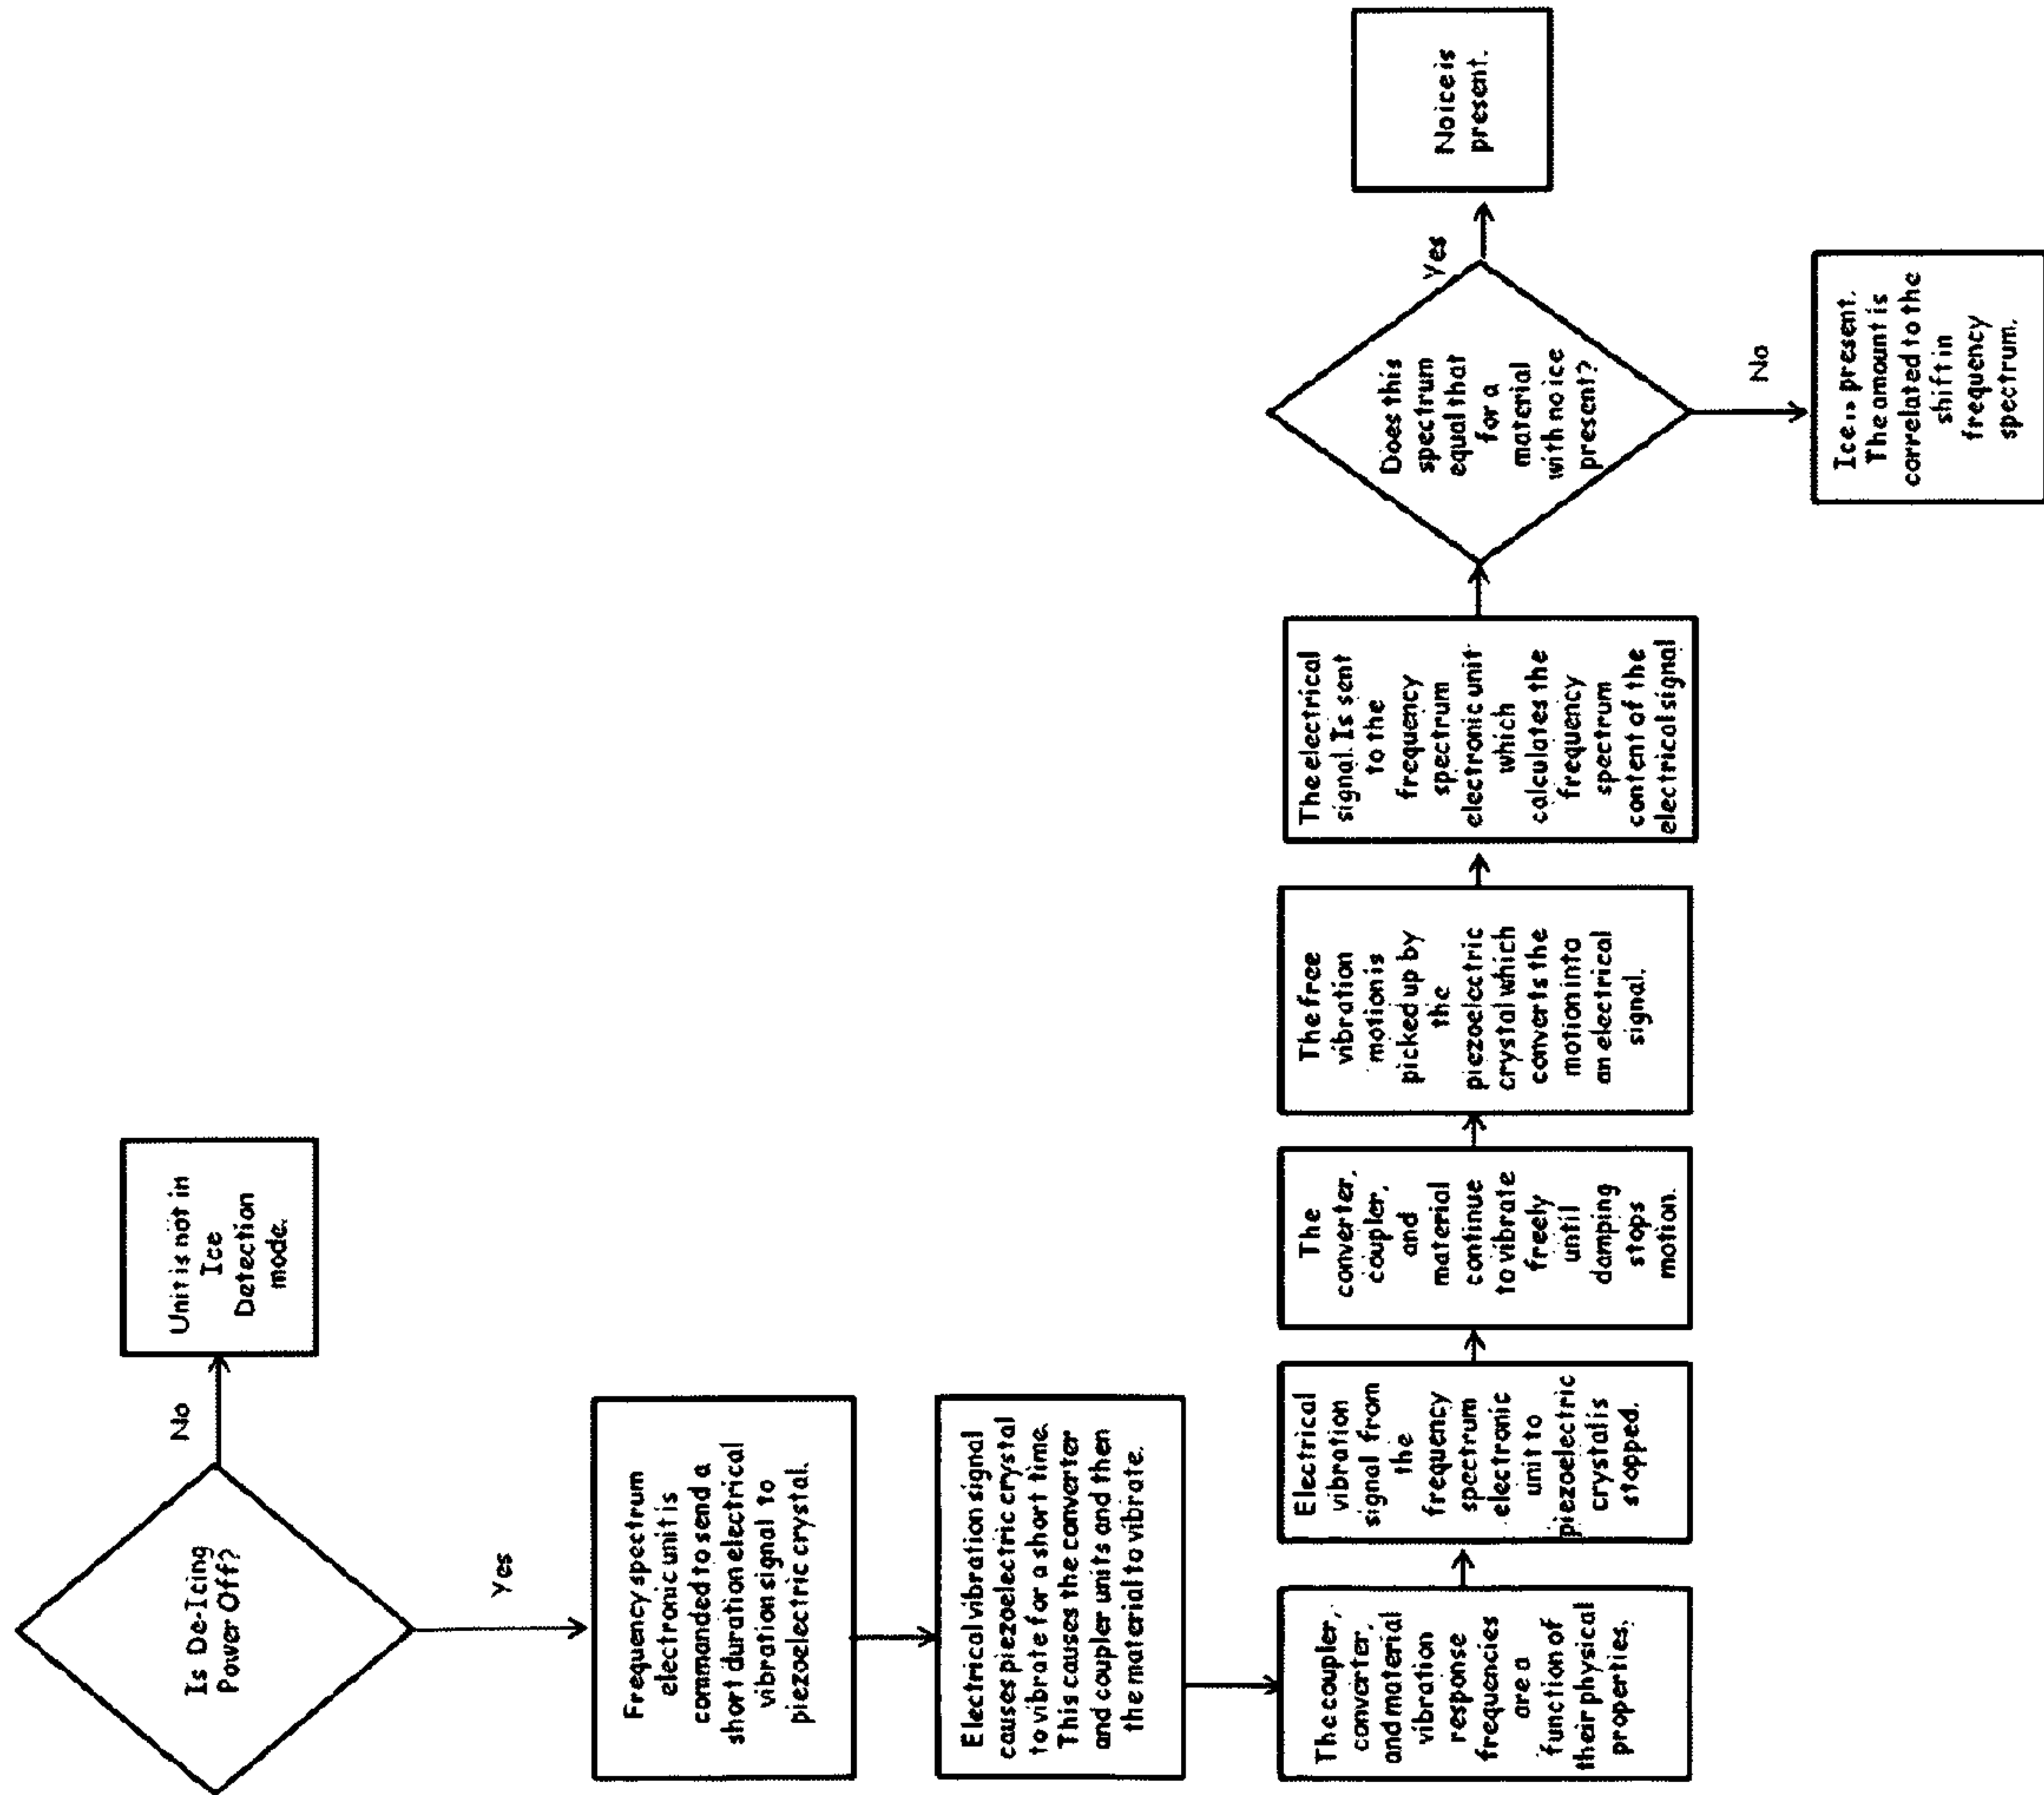 Is De-Icing
Power Off?
No
Unit is not in
Ice
Detection
mode.
Yes
Frequency spectrum
electronic unit is
commanded to send a
short duration electrical
vibration signal to
piezoelectric crystal.
Electrical vibration signal
causes piezoelectric crystal
to vibrate for a short time.
This causes the converter
and coupler units and then
the material to vibrate.
The coupler,
converter,
and material
vibration
response
frequencies
are a
function of
their physical
properties.
Electrical
vibration
signal from
the
frequency
spectrum
electronic
unit to
piezoelectric
crystal is
stopped.
The
converter,
coupler,
and
material
continue
to vibrate
freely
until
damping
stops
motion.
The free
vibration
motion is
picked up by
the
piezoelectric
crystal which
converts the
motion into
an electrical
signal.
The electrical
signal. Is sent
to the
frequency
spectrum
electronic unit
which
calculates the
frequency
spectrum
content of the
electrical signal
Does this
spectrum
equal that
for a
material
with no ice
present?
Yes
No ice is
present.
No
Ice is present.
The amount is
correlated to the
shift in
frequency
spectrum.